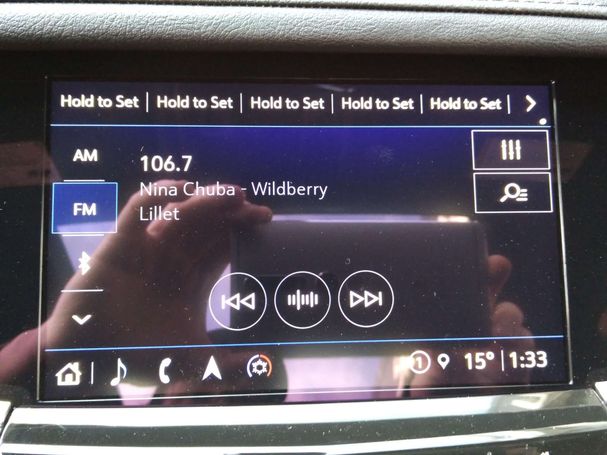 Hold to Set Hold to Set Hold to Set Hold to Set Hold to Set
AM
106.7
Nina Chuba - Wildberry
Lillet
FM
1 15° 1:33